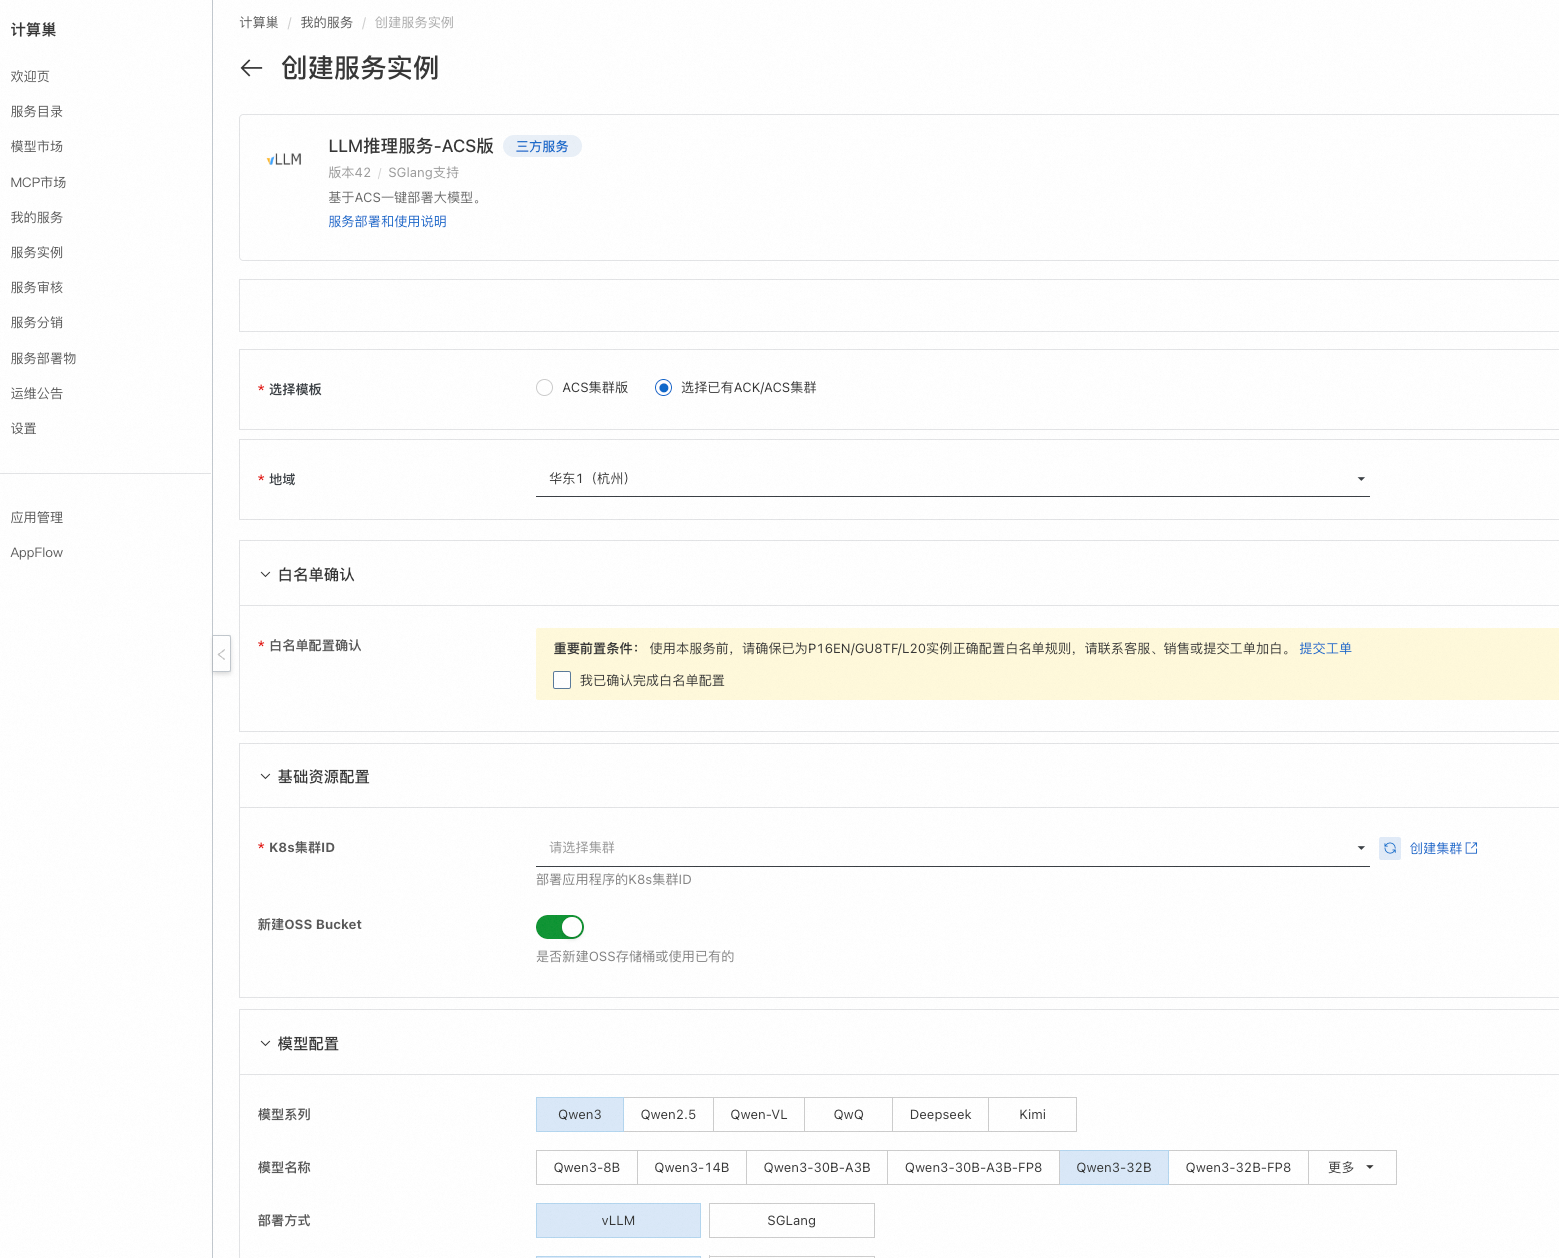 计算巢
欢迎页
服务目录
模型市场
MCP市场
我的服务
服务实例
服务审核
服务分销
服务部署物
运维公告
设置
应用管理
AppFlow
计算巢 / 我的服务 / 创建服务实例
创建服务实例
vLLM
LLM推理服务-ACS版 三方服务
版本42 / SGlang支持
基于ACS一键部署大模型。
服务部署和使用说明
* 选择模板 ACS集群版 选择已有ACK/ACS集群
* 地域 华东1（杭州）
白名单确认
* 白名单配置确认 重要前置条件： 使用本服务前，请确保已为P16EN/GU8TF/L20实例正确配置白名单规则，请联系客服、销售或提交工单加白。 提交工单
我已确认完成白名单配置
基础资源配置
* K8s集群ID 请选择集群 创建集群
部署应用程序的K8s集群ID
新建OSS Bucket
是否新建OSS存储桶或使用已有的
模型配置
模型系列 Qwen3 Qwen2.5 Qwen-VL QwQ Deepseek Kimi
模型名称 Qwen3-8B Qwen3-14B Qwen3-30B-A3B Qwen3-30B-A3B-FP8 Qwen3-32B Qwen3-32B-FP8 更多
部署方式 vLLM SGLang